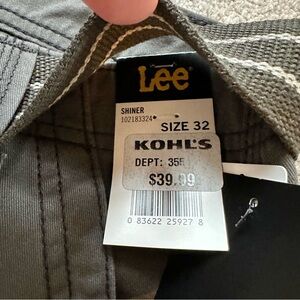 Lee
SHINER
102183324*
SIZE 32
KOHL'S
DEPT: 355
$39.99
0 83622 25927 8